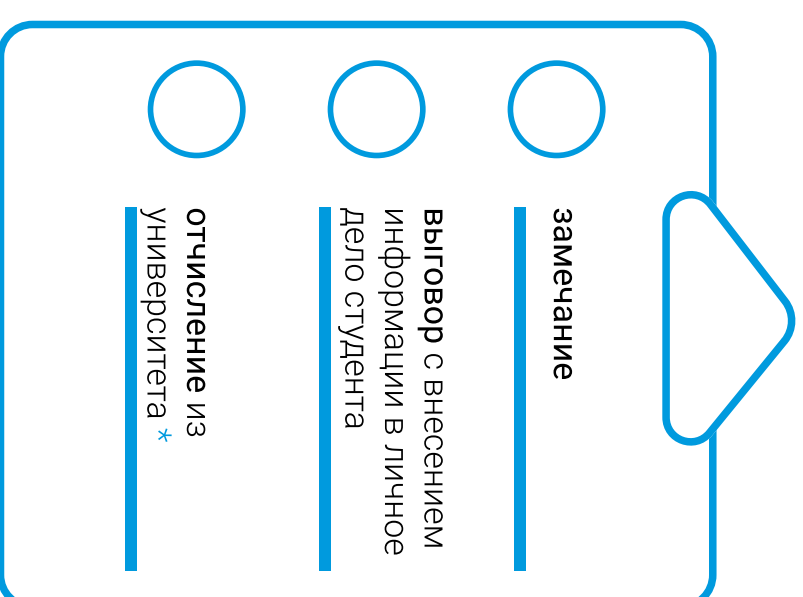 замечание
выговор с внесением
информации в личное
дело студента
отчисление из
университета *